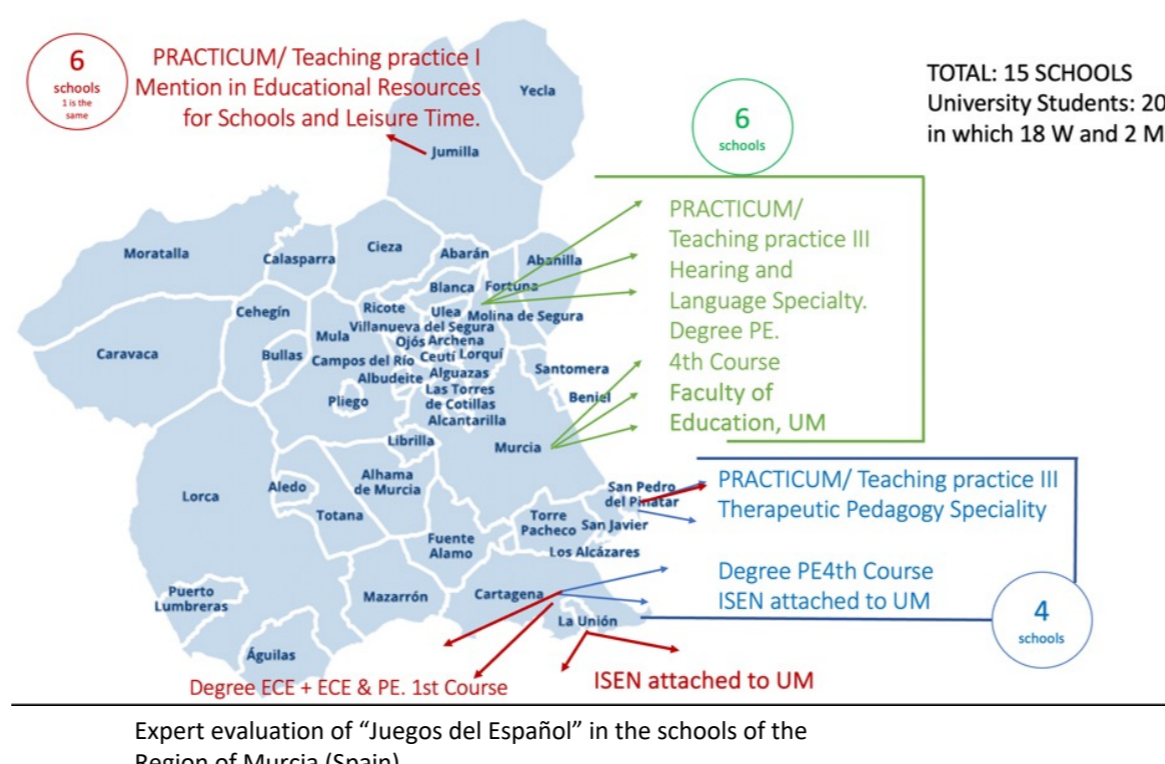 6
schools
1 is the
same
PRACTICUM/ Teaching practice I
Mention in Educational Resources
for Schools and Leisure Time.
TOTAL: 15 SCHOOLS
University Students: 20
in which 18 W and 2 M
6
schools
Yecla
Jumilla
PRACTICUM/
Teaching practice III
Hearing and
Language Specialty.
Degree PE.
4th Course
Faculty of
Education, UM
Moratalla
Calasparra
Cieza
Abarán
Abanilla
Blanca
Fortuna
Cehegín
Ricote
Ulea
Molina de Segura
Villanueva del Segura
Mula
Ojós
Archena
Caravaca
Bullas
Campos del Río
Ceutí
Lorquí
Albudeite
Alguazas
Santomera
Pliego
Las Torres
de Cotillas
Beniel
Alcantarilla
Librilla
Murcia
Lorca
Aledo
Alhama
de Murcia
Totana
San Pedro
del Pinatar
Torre
Pacheco
San Javier
Fuente
Alamo
Los Alcázares
PRACTICUM/ Teaching practice III
Therapeutic Pedagogy Speciality
Degree PE4th Course
ISEN attached to UM
4
schools
Puerto
Lumbreras
Mazarrón
Cartagena
La Unión
Águilas
Degree ECE + ECE & PE. 1st Course
ISEN attached to UM
Expert evaluation of “Juegos del Español” in the schools of the
Region of Murcia (Spain)